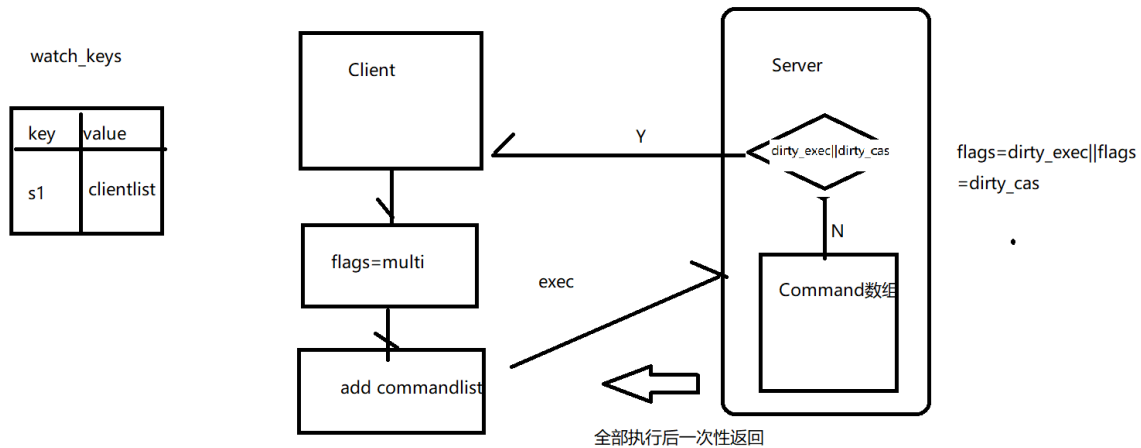 watch_keys
key
value
s1
clientlist
Client
flags=multi
add commandlist
exec
Y
Server
dirty_exec||dirty_cas
N
Command数组
flags=dirty_exec||flags
=dirty_cas
全部执行后一次性返回